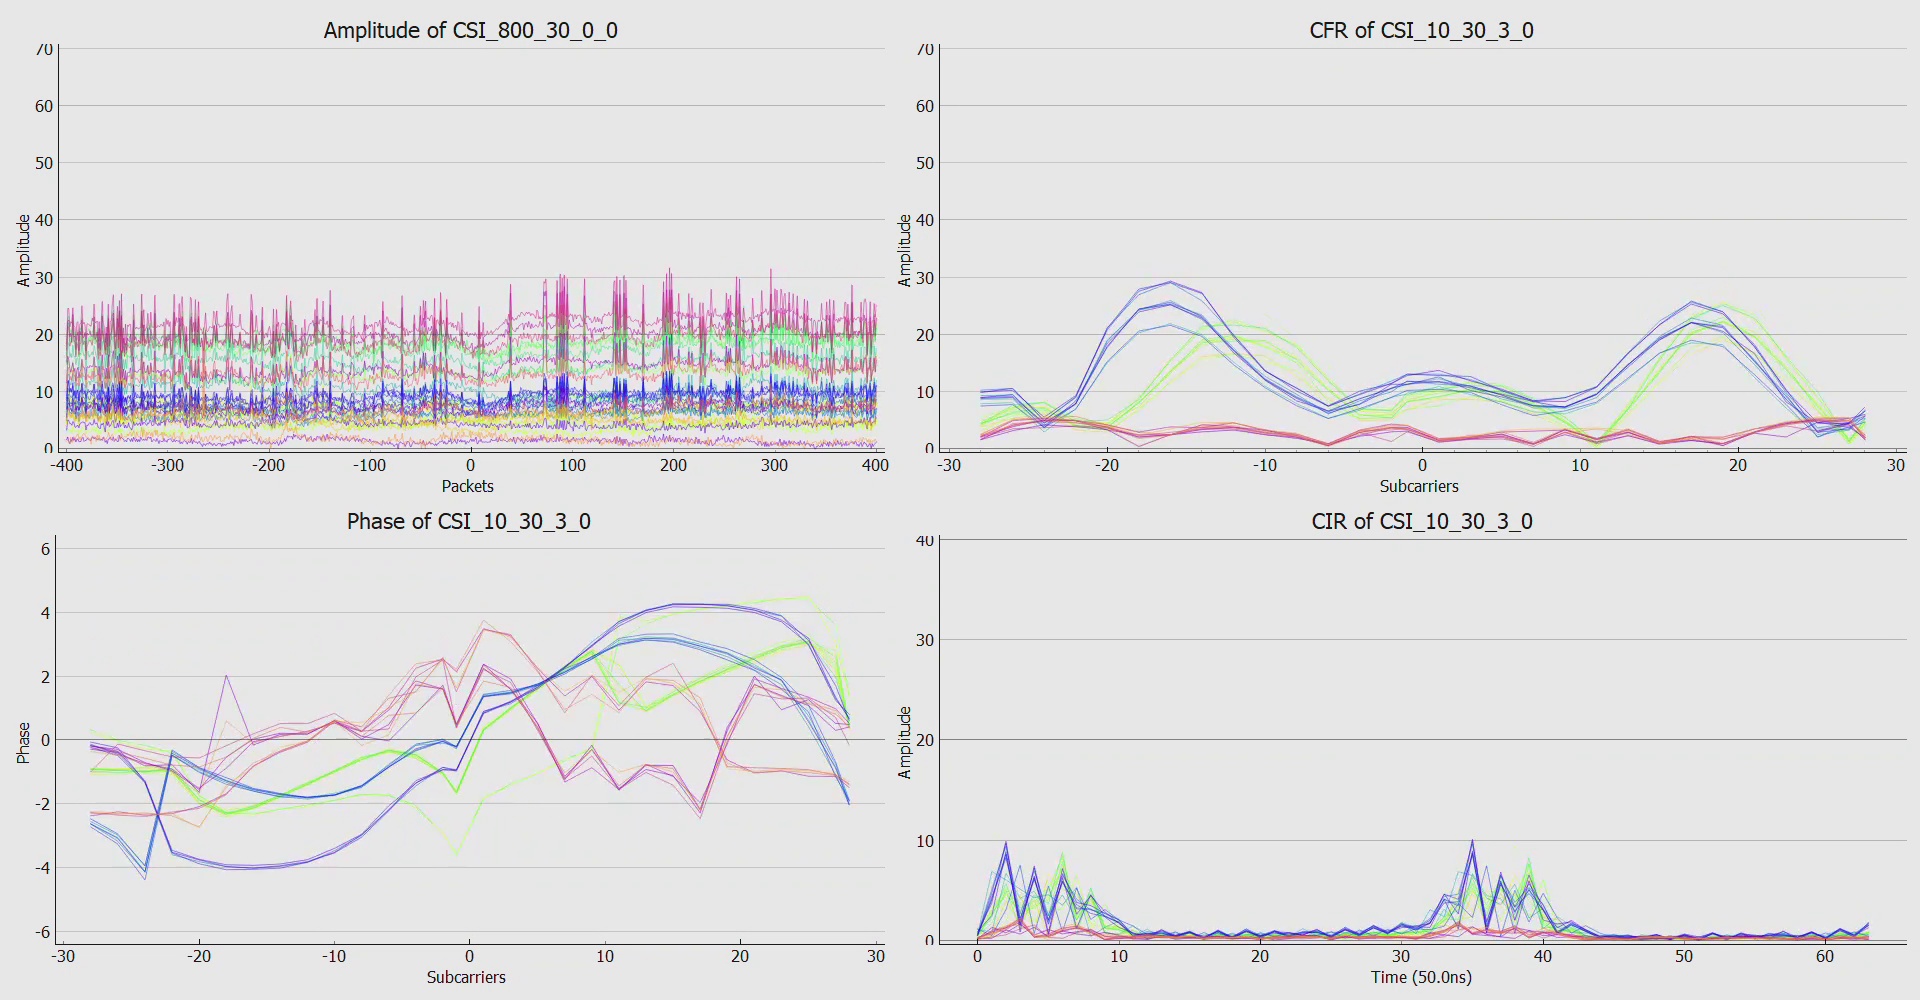 Amplitude of CSI_800_30_0_0
70
60
50
40
30
20
10
0
Amplitude
-400 -300 -200 -100 0 100 200 300 400
Packets
CFR of CSI_10_30_3_0
70
60
50
40
30
20
10
0
Amplitude
-30 -20 -10 0 10 20 30
Subcarriers
Phase of CSI_10_30_3_0
6
4
2
0
-2
-4
-6
Phase
-30 -20 -10 0 10 20 30
Subcarriers
CIR of CSI_10_30_3_0
40
30
20
10
0
Amplitude
0 10 20 30 40 50 60
Time (50.0ns)